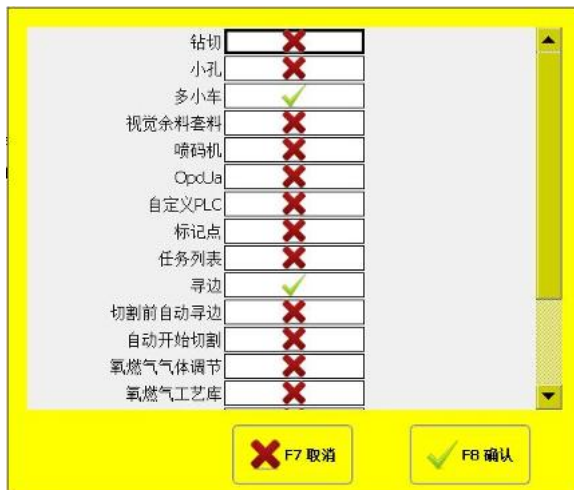 钻切
小孔
多小车
视觉余料套料
喷码机
OpcUa
自定义PLC
标记点
任务列表
寻边
切割前自动寻边
自动开始切割
氧燃气气体调节
氧燃气工艺库
F7 取消
F8 确认